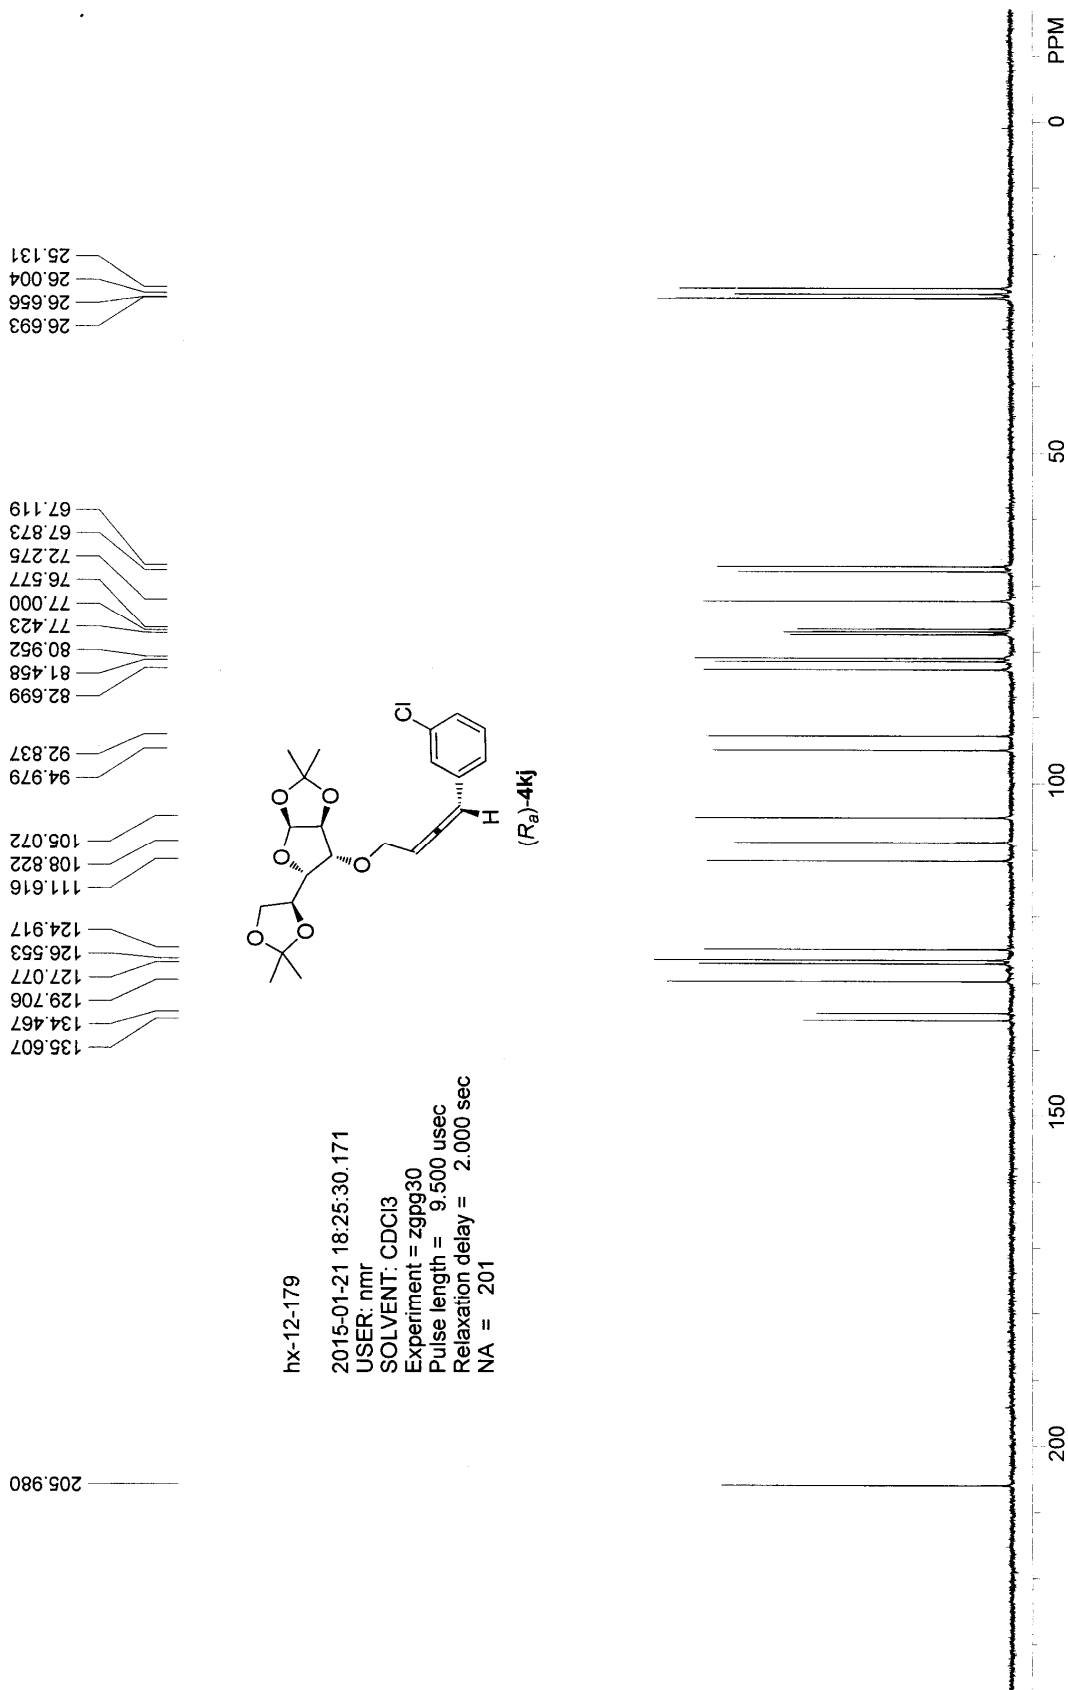 205.980
135.607
134.467
129.706
127.077
126.553
124.917
111.616
108.822
105.072
94.979
92.837
82.699
81.458
80.952
77.423
77.000
76.577
72.275
67.873
67.119
26.693
26.656
26.004
25.131
hx-12-179
2015-01-21 18:25:30.171
USER: nmr
SOLVENT: CDCl3
Experiment = zgpg30
Pulse length = 9.500 usec
Relaxation delay = 2.000 sec
NA = 201
O
O
O
O
O
O
H
Cl
(Ra)-4kj
200
150
100
50
0
PPM